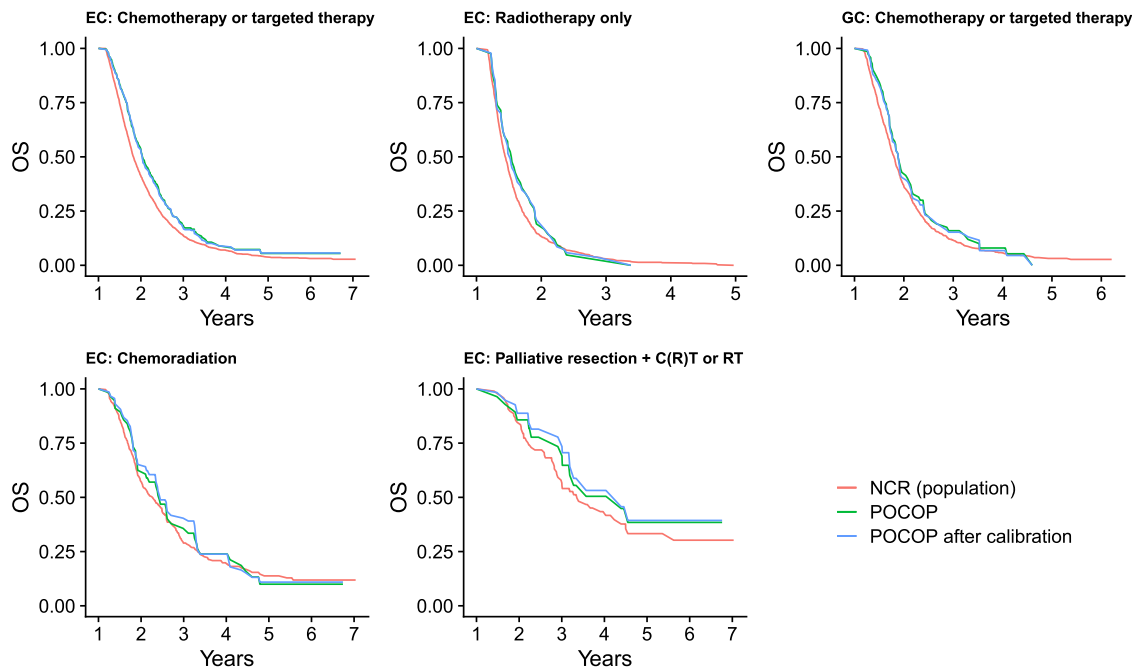 EC: Chemotherapy or targeted therapy
1.00
0.75
0.50
0.25
0.00
OS
1 2 3 4 5 6 7
Years
EC: Radiotherapy only
1.00
0.75
0.50
0.25
0.00
OS
1 2 3 4 5
Years
GC: Chemotherapy or targeted therapy
1.00
0.75
0.50
0.25
0.00
OS
1 2 3 4 5 6
Years
EC: Chemoradiation
1.00
0.75
0.50
0.25
0.00
OS
1 2 3 4 5 6 7
Years
EC: Palliative resection + C(R)T or RT
1.00
0.75
0.50
0.25
0.00
OS
1 2 3 4 5 6 7
Years
NCR (population)
POCOP
POCOP after calibration